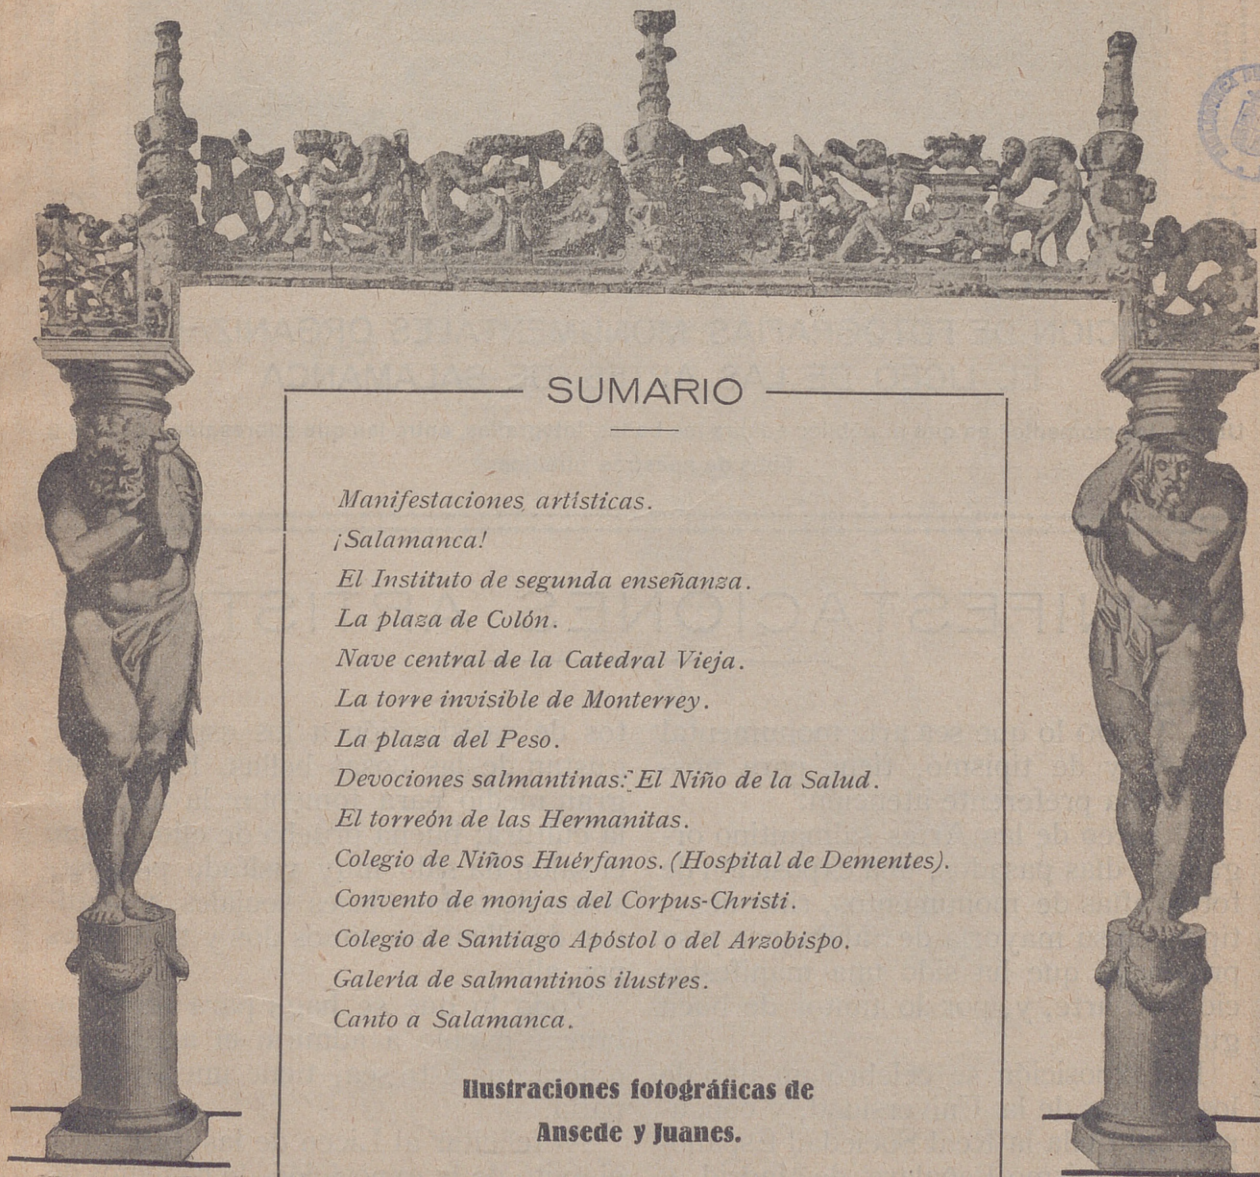 SUMARIO
Manifestaciones artísticas.
¡Salamanca!
El Instituto de segunda enseñanza.
La plaza de Colón.
Nave central de la Catedral Vieja.
La torre invisible de Monterrey.
La plaza del Peso.
Devociones salmantinas: El Niño de la Salud.
El torreón de las Hermanitas.
Colegio de Niños Huérfanos. (Hospital de Dementes).
Convento de monjas del Corpus-Christi.
Colegio de Santiago Apóstol o del Arzobispo.
Galería de salmantinos ilustres.
Canto a Salamanca.
Ilustraciones fotográficas de
Ansede y Juanes.